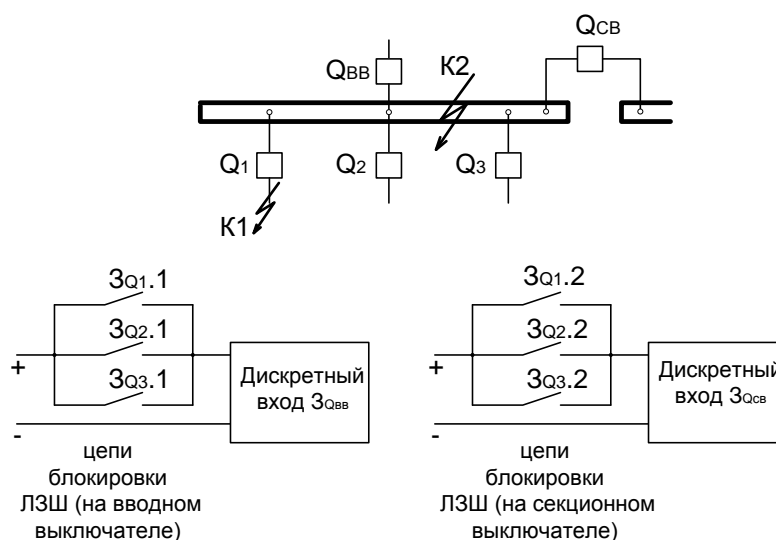 QСВ
QВВ
К2
Q1
Q2
Q3
К1
ЗQ1.1
ЗQ2.1
ЗQ3.1
+
-
Дискретный
вход ЗQвв
цепи
блокировки
ЛЗШ (на вводном
выключателе)
ЗQ1.2
ЗQ2.2
ЗQ3.2
+
-
Дискретный
вход ЗQсв
цепи
блокировки
ЛЗШ (на секционном
выключателе)